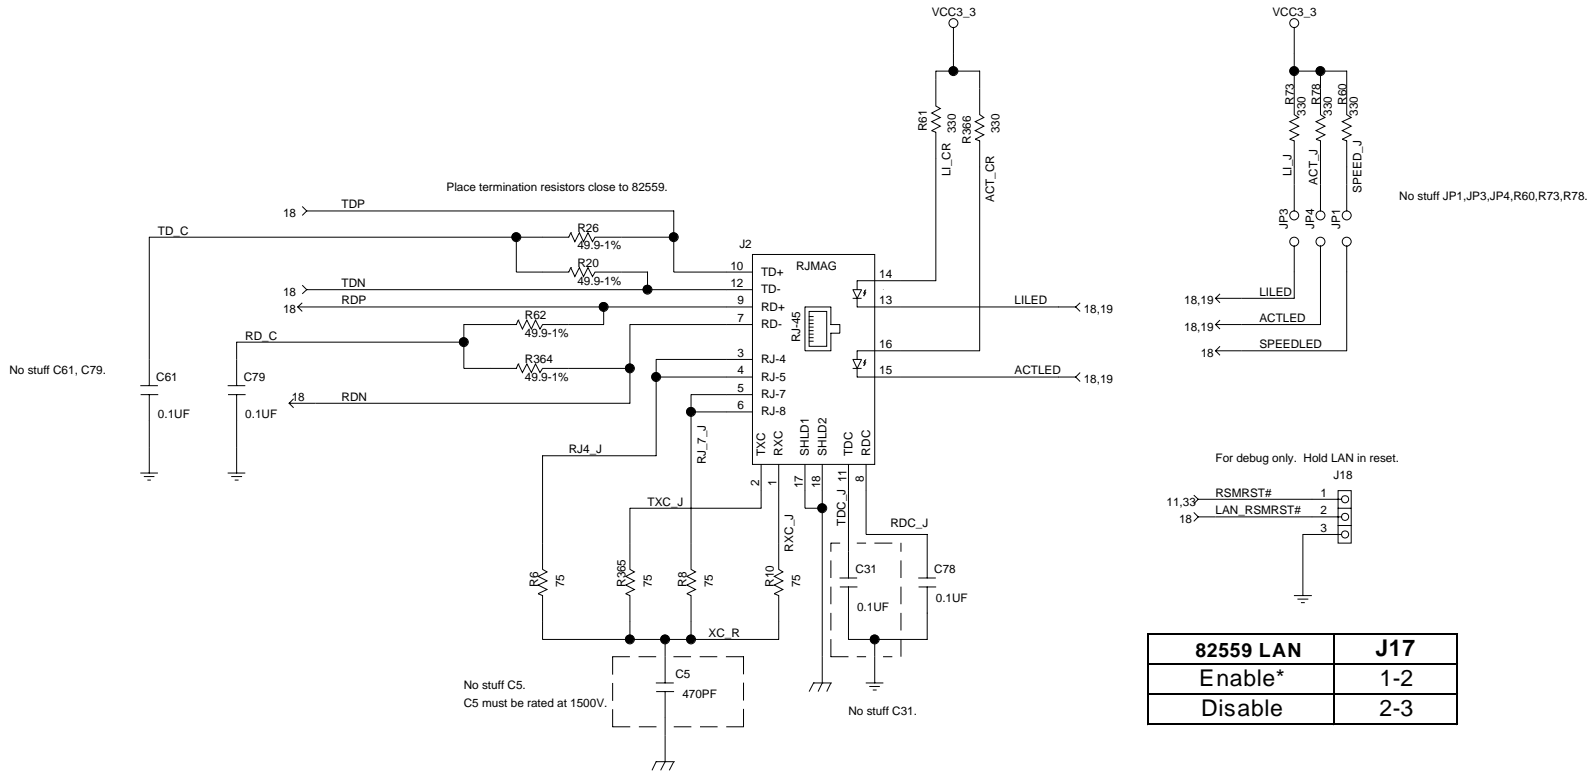 VCC3_3
VCC3_3
R61
330
R366
330
LI_CR
ACT_CR
R73
330
R78
330
R60
330
LI_J
ACT_J
SPEED_J
No stuff JP1,JP3,JP4,R60,R73,R78.
JP3
JP4
JP1
Place termination resistors close to 82559.
18
TDP
TD_C
R26
49.9-1%
R20
49.9-1%
18
TDN
18
RDP
R62
49.9-1%
RD_C
R364
49.9-1%
18
RDN
No stuff C61, C79.
C61
0.1UF
C79
0.1UF
J2
RJMAG
RJ-45
10 TD+
12 TD-
9 RD+
7 RD-
3 RJ-4
4 RJ-5
5 RJ-7
6 RJ-8
14
13
16
15
LILED
18,19
ACTLED
18,19
18,19
LILED
18,19
ACTLED
18
SPEEDLED
TXC
RXC
SHLD1
SHLD2
TDC
RDC
2
1
17
18
11
8
RJ4_J
RJ_7_J
TXC_J
RXC_J
TDC_J
RDC_J
R6
75
R365
75
R8
75
R10
75
C31
0.1UF
C78
0.1UF
XC_R
No stuff C5.
C5 must be rated at 1500V.
C5
470PF
No stuff C31.
For debug only. Hold LAN in reset.
J18
11,33
RSMRST#
1
18
LAN_RSMRST#
2
3
82559 LAN J17
Enable* 1-2
Disable 2-3